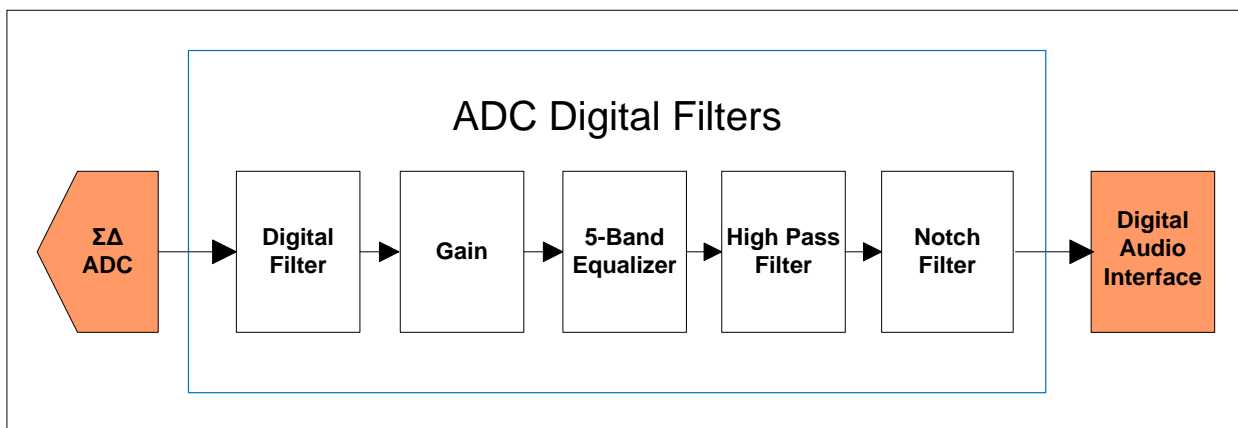 ADC Digital Filters
ΣΔ
ADC
Digital
Filter
Gain
5-Band
Equalizer
High Pass
Filter
Notch
Filter
Digital
Audio
Interface